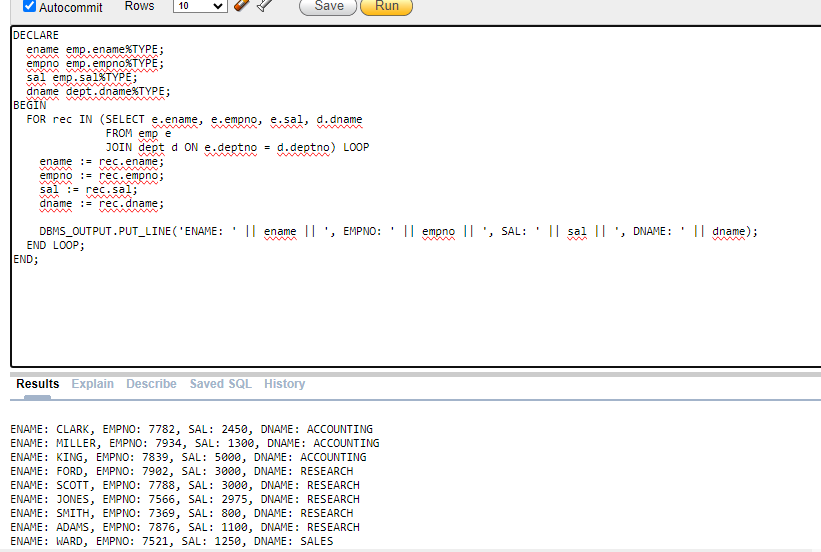 Autocommit Rows 10 Save Run
DECLARE
  ename emp.ename%TYPE;
  empno emp.empno%TYPE;
  sal emp.sal%TYPE;
  dname dept.dname%TYPE;
BEGIN
  FOR rec IN (SELECT e.ename, e.empno, e.sal, d.dname
              FROM emp e
              JOIN dept d ON e.deptno = d.deptno) LOOP
    ename := rec.ename;
    empno := rec.empno;
    sal := rec.sal;
    dname := rec.dname;
    DBMS_OUTPUT.PUT_LINE('ENAME: ' || ename || ', EMPNO: ' || empno || ', SAL: ' || sal || ', DNAME: ' || dname);
  END LOOP;
END;
Results Explain Describe Saved SQL History
ENAME: CLARK, EMPNO: 7782, SAL: 2450, DNAME: ACCOUNTING
ENAME: MILLER, EMPNO: 7934, SAL: 1300, DNAME: ACCOUNTING
ENAME: KING, EMPNO: 7839, SAL: 5000, DNAME: ACCOUNTING
ENAME: FORD, EMPNO: 7902, SAL: 3000, DNAME: RESEARCH
ENAME: SCOTT, EMPNO: 7788, SAL: 3000, DNAME: RESEARCH
ENAME: JONES, EMPNO: 7566, SAL: 2975, DNAME: RESEARCH
ENAME: SMITH, EMPNO: 7369, SAL: 800, DNAME: RESEARCH
ENAME: ADAMS, EMPNO: 7876, SAL: 1100, DNAME: RESEARCH
ENAME: WARD, EMPNO: 7521, SAL: 1250, DNAME: SALES